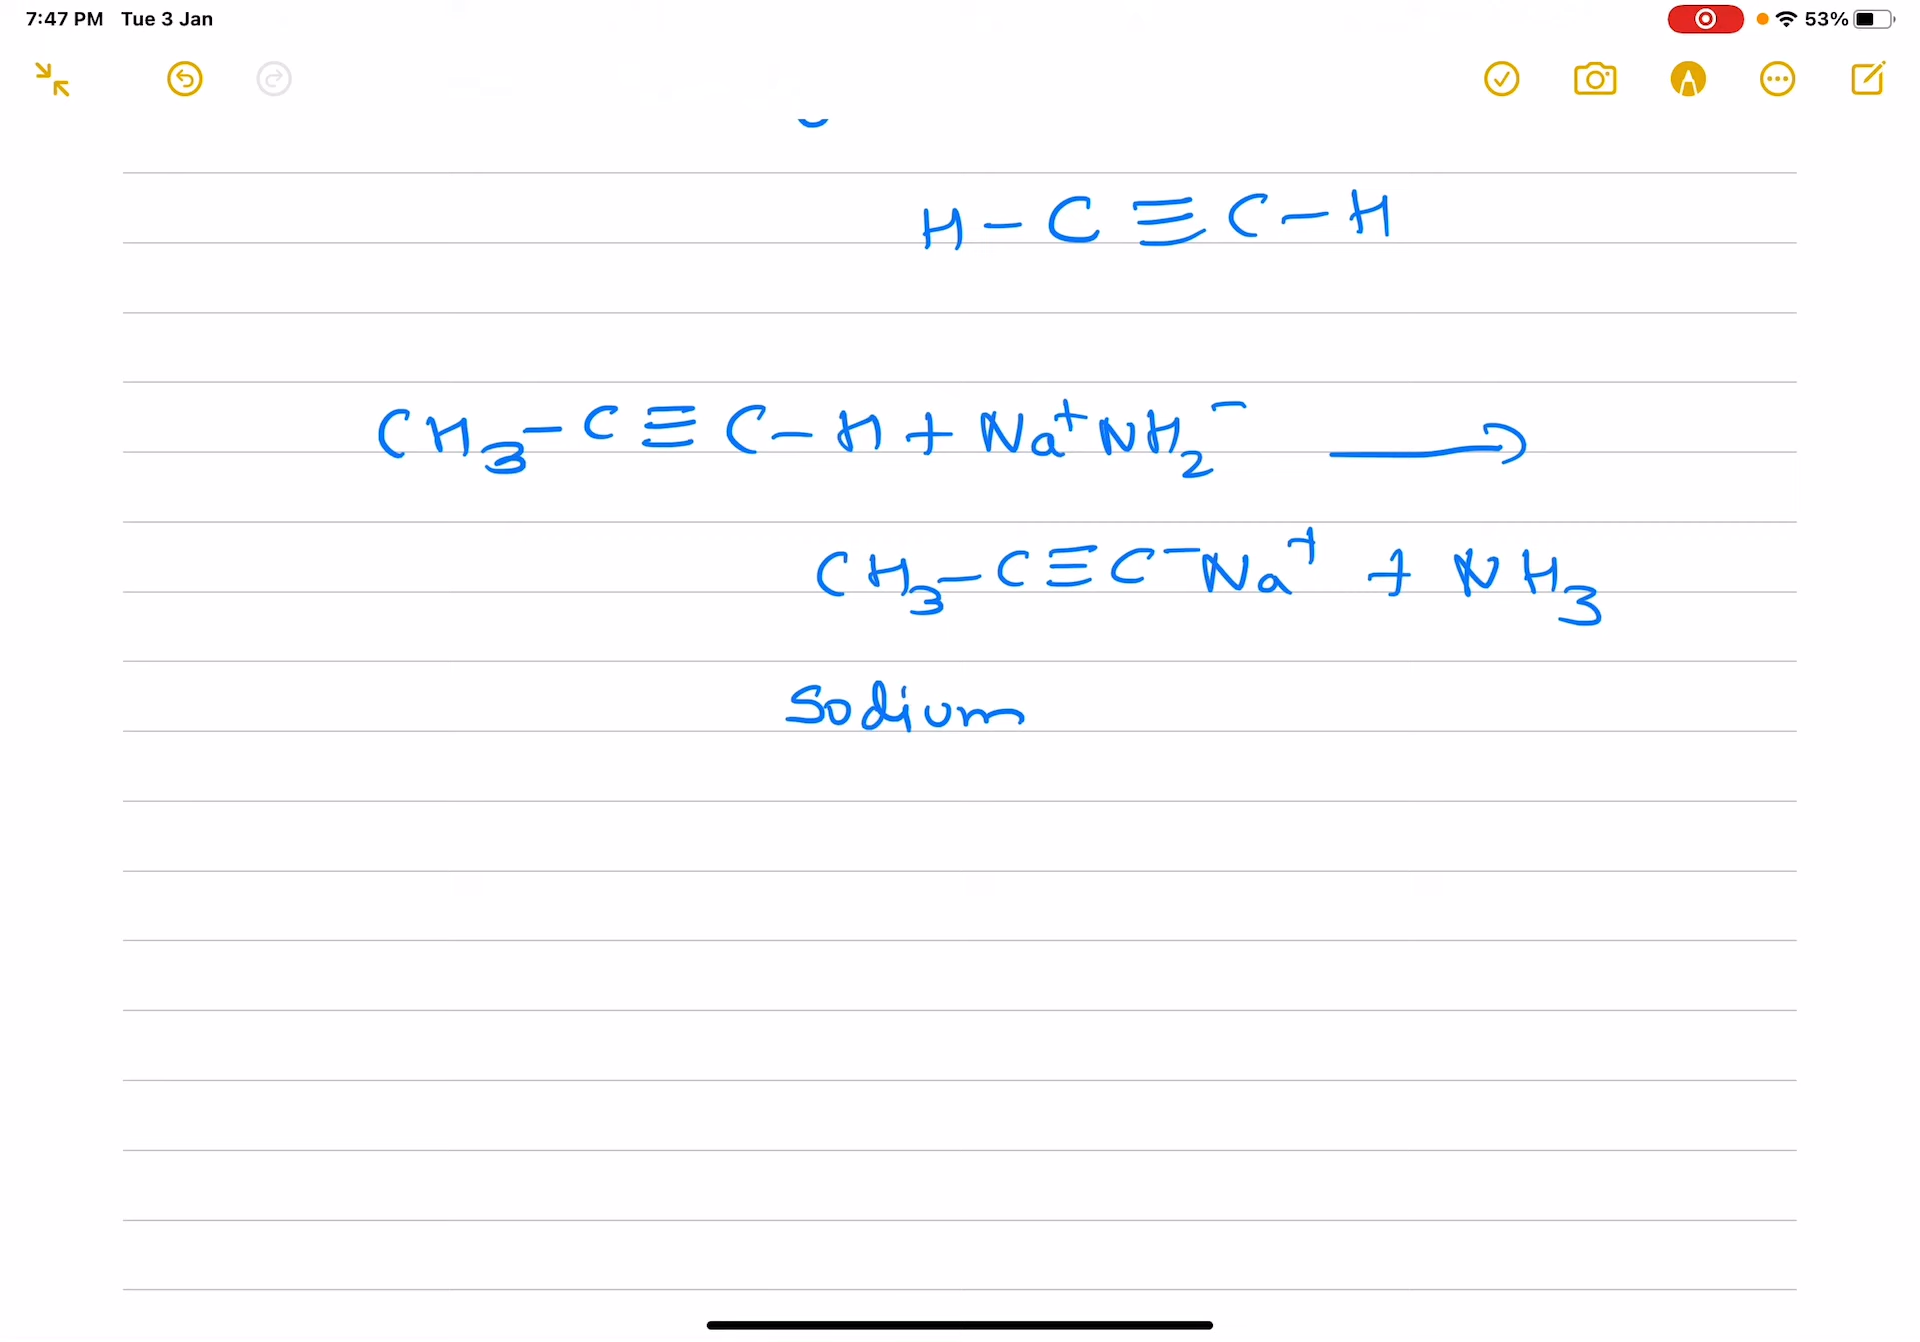 7:47 PM Tue 3 Jan 53%
H-C≡C-H
CH₃-C≡C-H+Na⁺NH₂⁻ ⟶
CH₃-C≡C⁻Na⁺ + NH₃
Sodium